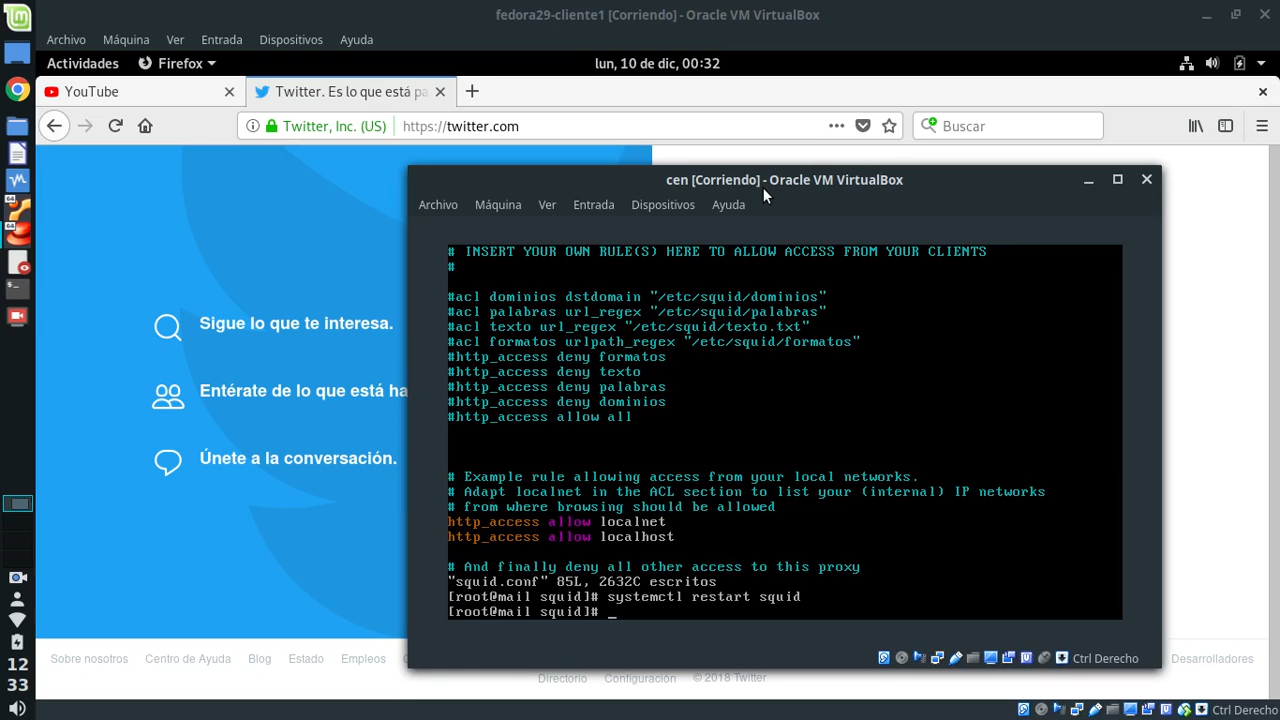 fedora29-cliente1 [Corriendo] - Oracle VM VirtualBox
Archivo Máquina Ver Entrada Dispositivos Ayuda
Actividades Firefox lun, 10 de dic, 00:32
YouTube Twitter. Es lo que está pa
Twitter, Inc. (US) https://twitter.com Buscar
cen [Corriendo] - Oracle VM VirtualBox
Archivo Máquina Ver Entrada Dispositivos Ayuda
# INSERT YOUR OWN RULE(S) HERE TO ALLOW ACCESS FROM YOUR CLIENTS
#
#acl dominios dstdomain "/etc/squid/dominios"
#acl palabras url_regex "/etc/squid/palabras"
#acl texto url_regex "/etc/squid/texto.txt"
#acl formatos urlpath_regex "/etc/squid/formatos"
#http_access deny formatos
#http_access deny texto
#http_access deny palabras
#http_access deny dominios
#http_access allow all
# Example rule allowing access from your local networks.
# Adapt localnet in the ACL section to list your (internal) IP networks
# from where browsing should be allowed
http_access allow localnet
http_access allow localhost
# And finally deny all other access to this proxy
"squid.conf" 85L, 2632C escritos
[root@mail squid]# systemctl restart squid
[root@mail squid]# _
Ctrl Derecho
Sigue lo que te interesa.
Entérate de lo que está ha
Únete a la conversación.
Sobre nosotros Centro de Ayuda Blog Estado Empleos Desarrolladores
Directorio Configuración © 2018 Twitter
12
33
Ctrl Derecho